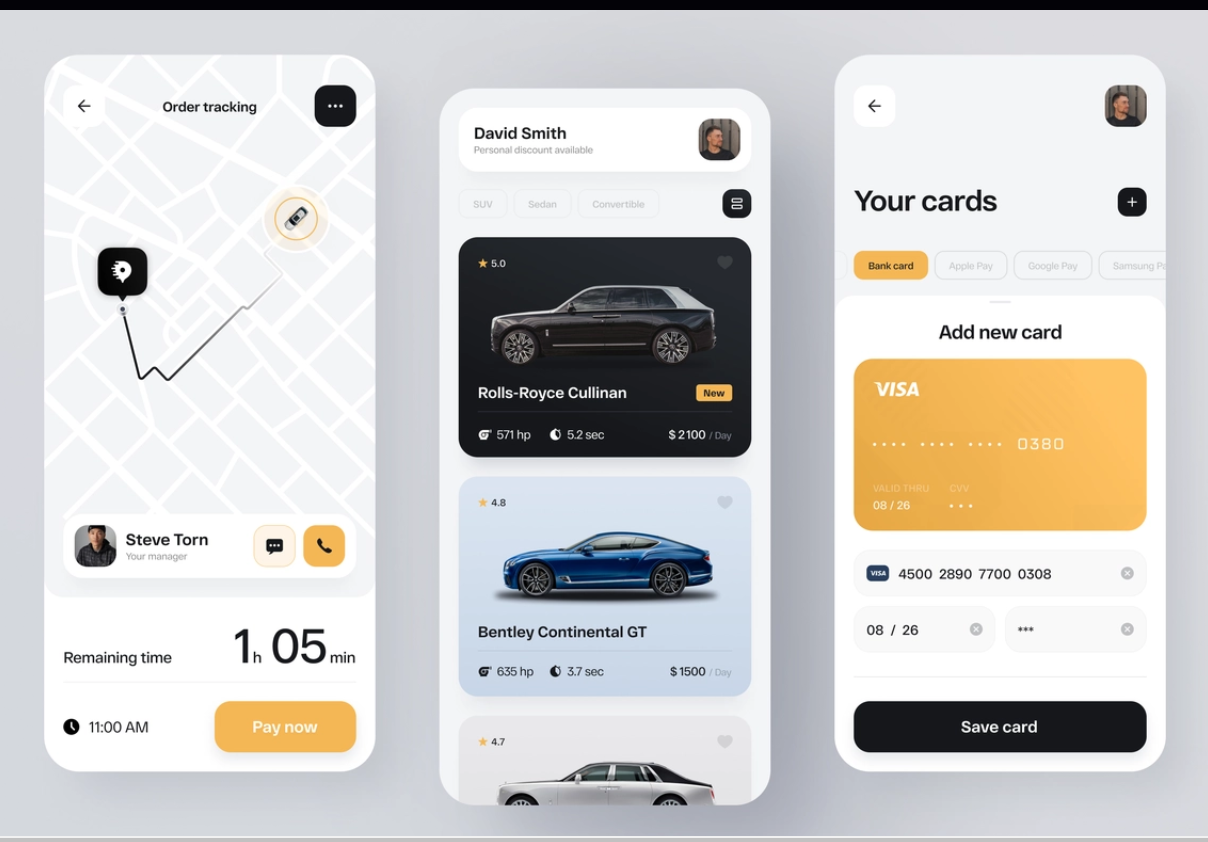 Order tracking
Steve Torn
Your manager
Remaining time
1h 05min
11:00 AM
Pay now
David Smith
Personal discount available
SUV
Sedan
Convertible
5.0
Rolls-Royce Cullinan
New
571 hp
5.2 sec
$ 2100 / Day
4.8
Bentley Continental GT
635 hp
3.7 sec
$ 1500 / Day
4.7
Your cards
Bank card
Apple Pay
Google Pay
Samsung Pa
Add new card
VISA
•••• •••• •••• 0380
VALID THRU
CVV
08 / 26
•••
VISA
4500 2890 7700 0308
08 / 26
***
Save card